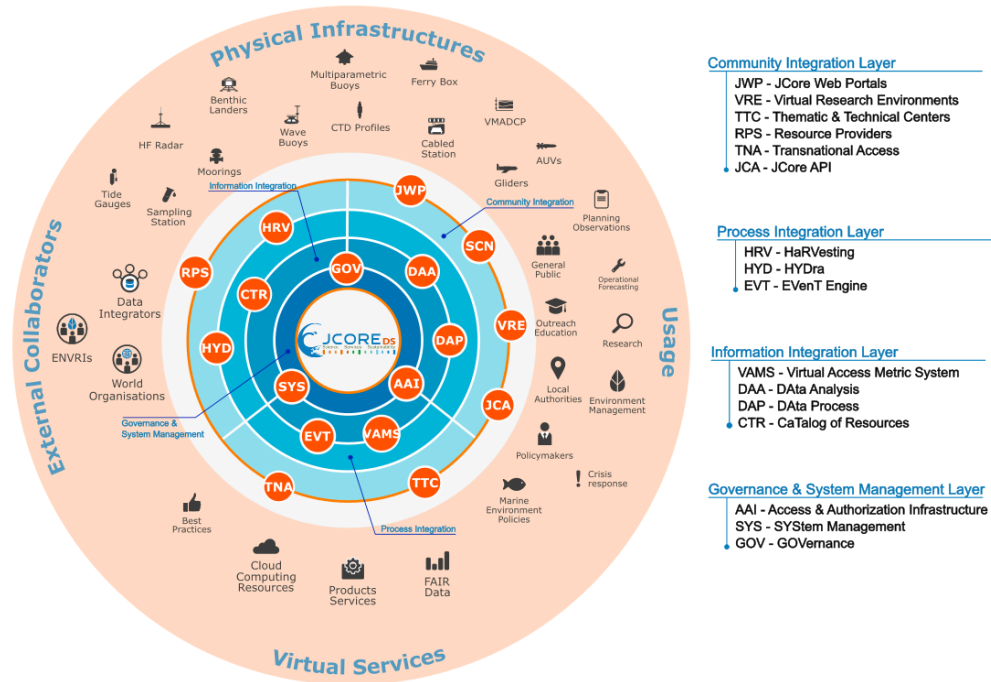 Physical Infrastructures
Multiparametric
Buoys
Ferry Box
Benthic
Landers
Wave
Buoys
CTD Profiles
VMADCP
HF Radar
Cabled
Station
AUVs
Moorings
Gliders
Tide
Gauges
Sampling
Station
Information Integration
Community Integration
Planning
Observations
JWP
HRV
SCN
General
Public
Operational
Forecasting
RPS
GOV
DAA
CTR
External Collaborators
Data
Integrators
Outreach
Education
Research
Usage
ENVRIs
HYD
JCOREDS
Science Services Sustainability
DAP
VRE
World
Organisations
SYS
AAI
Local
Authorities
Environment
Management
JCA
Governance &
System Management
EVT
VAMS
Policymakers
TNA
TTC
Crisis
response
Marine
Environment
Policies
Best
Practices
Process Integration
Cloud
Computing
Resources
Products
Services
FAIR
Data
Virtual Services
Community Integration Layer
JWP - JCore Web Portals
VRE - Virtual Research Environments
TTC - Thematic & Technical Centers
RPS - Resource Providers
TNA - Transnational Access
JCA - JCore API
Process Integration Layer
HRV - HaRVesting
HYD - HYDra
EVT - EVenT Engine
Information Integration Layer
VAMS - Virtual Access Metric System
DAA - DAta Analysis
DAP - DAta Process
CTR - CaTalog of Resources
Governance & System Management Layer
AAI - Access & Authorization Infrastructure
SYS - SYStem Management
GOV - GOVernance